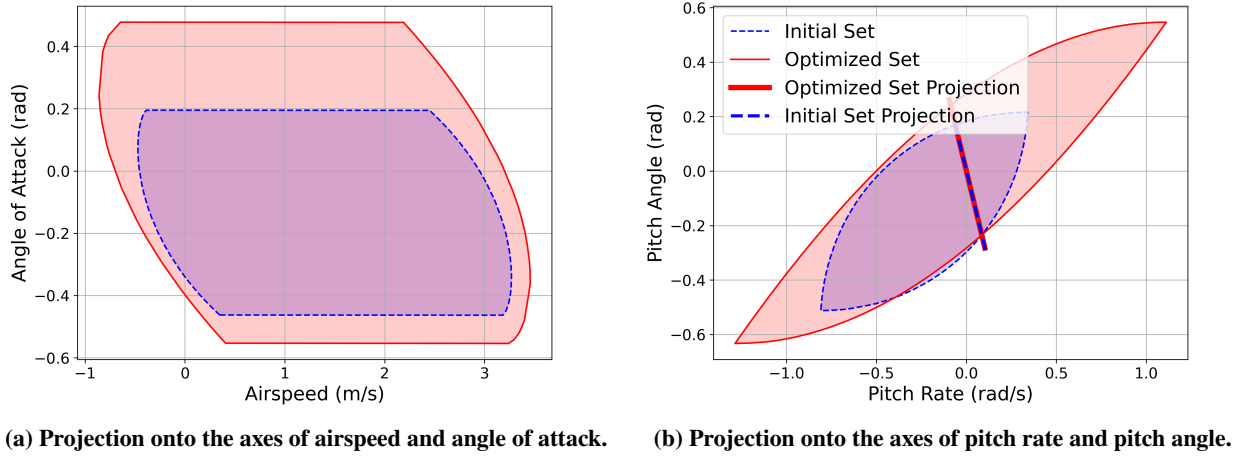 0.4
0.2
0.0
−0.2
−0.4
−0.6
Angle of Attack (rad)
−1
0
1
2
3
Airspeed (m/s)
(a) Projection onto the axes of airspeed and angle of attack.
0.6
0.4
0.2
0.0
−0.2
−0.4
−0.6
Pitch Angle (rad)
Initial Set
Optimized Set
Optimized Set Projection
Initial Set Projection
−1.0
−0.5
0.0
0.5
1.0
Pitch Rate (rad/s)
(b) Projection onto the axes of pitch rate and pitch angle.